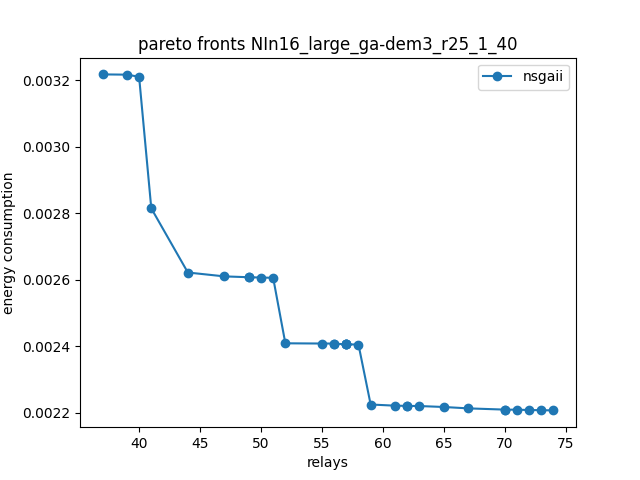 pareto fronts NIn16_large_ga-dem3_r25_1_40
nsgaii
energy consumption
0.0032
0.0030
0.0028
0.0026
0.0024
0.0022
40 45 50 55 60 65 70 75
relays